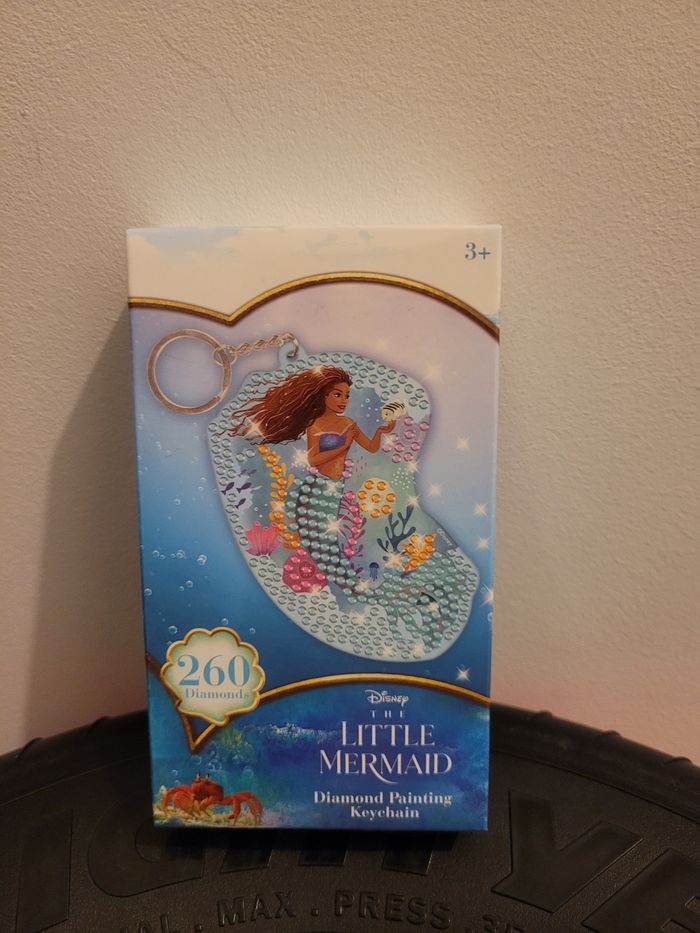 3+
260
Diamonds
Disney
THE
LITTLE
MERMAID
Diamond Painting
Keychain
MAX . PRESS .